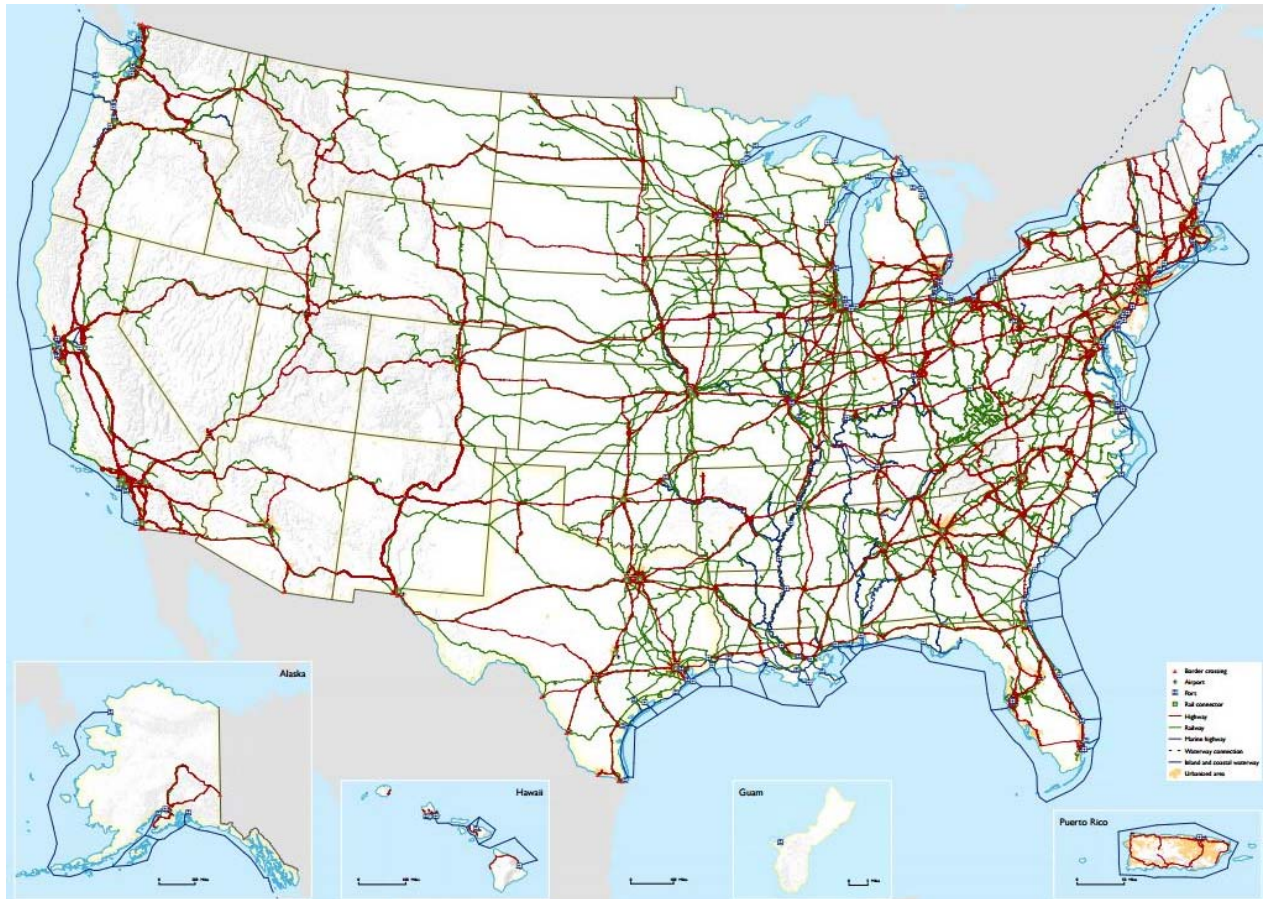 Alaska
Hawaii
Guam
Puerto Rico
Border crossing
Airport
Port
Rail connector
Highway
Railway
Marine highway
Waterway connection
Inland and coastal waterway
Urbanized area